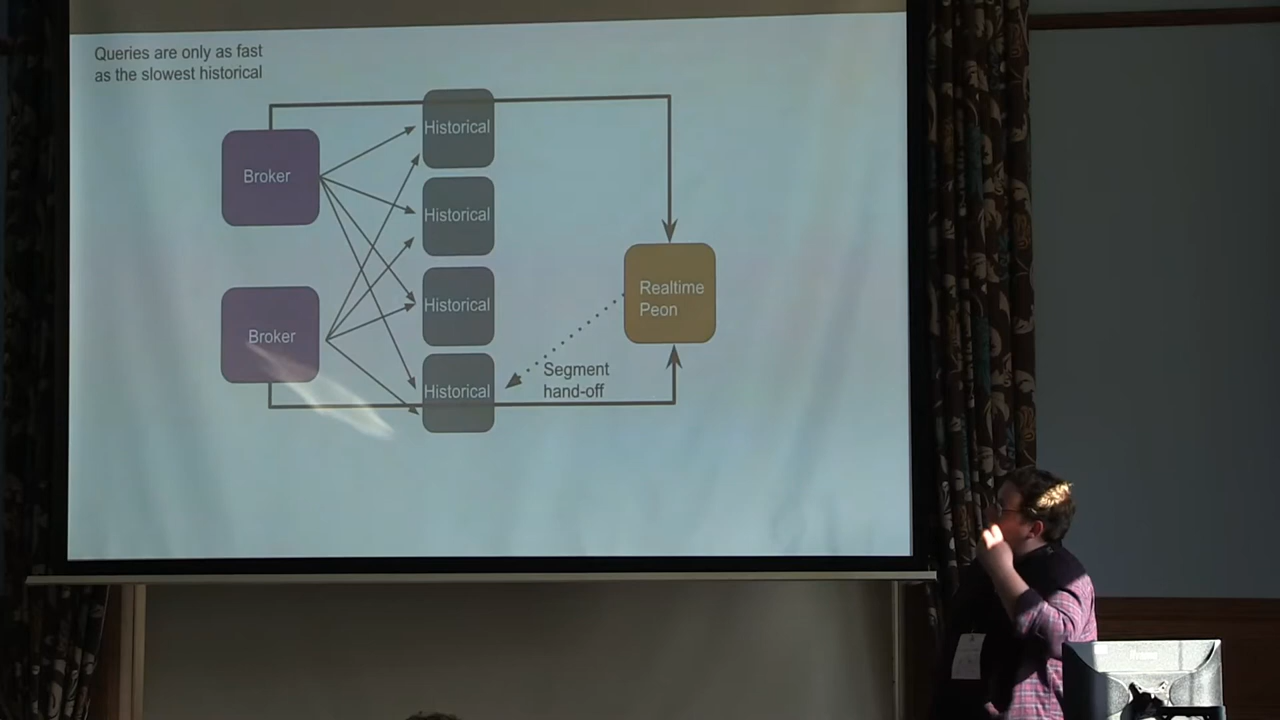 Queries are only as fast
as the slowest historical
Broker
Broker
Historical
Historical
Historical
Historical
Realtime
Peon
Segment
hand-off